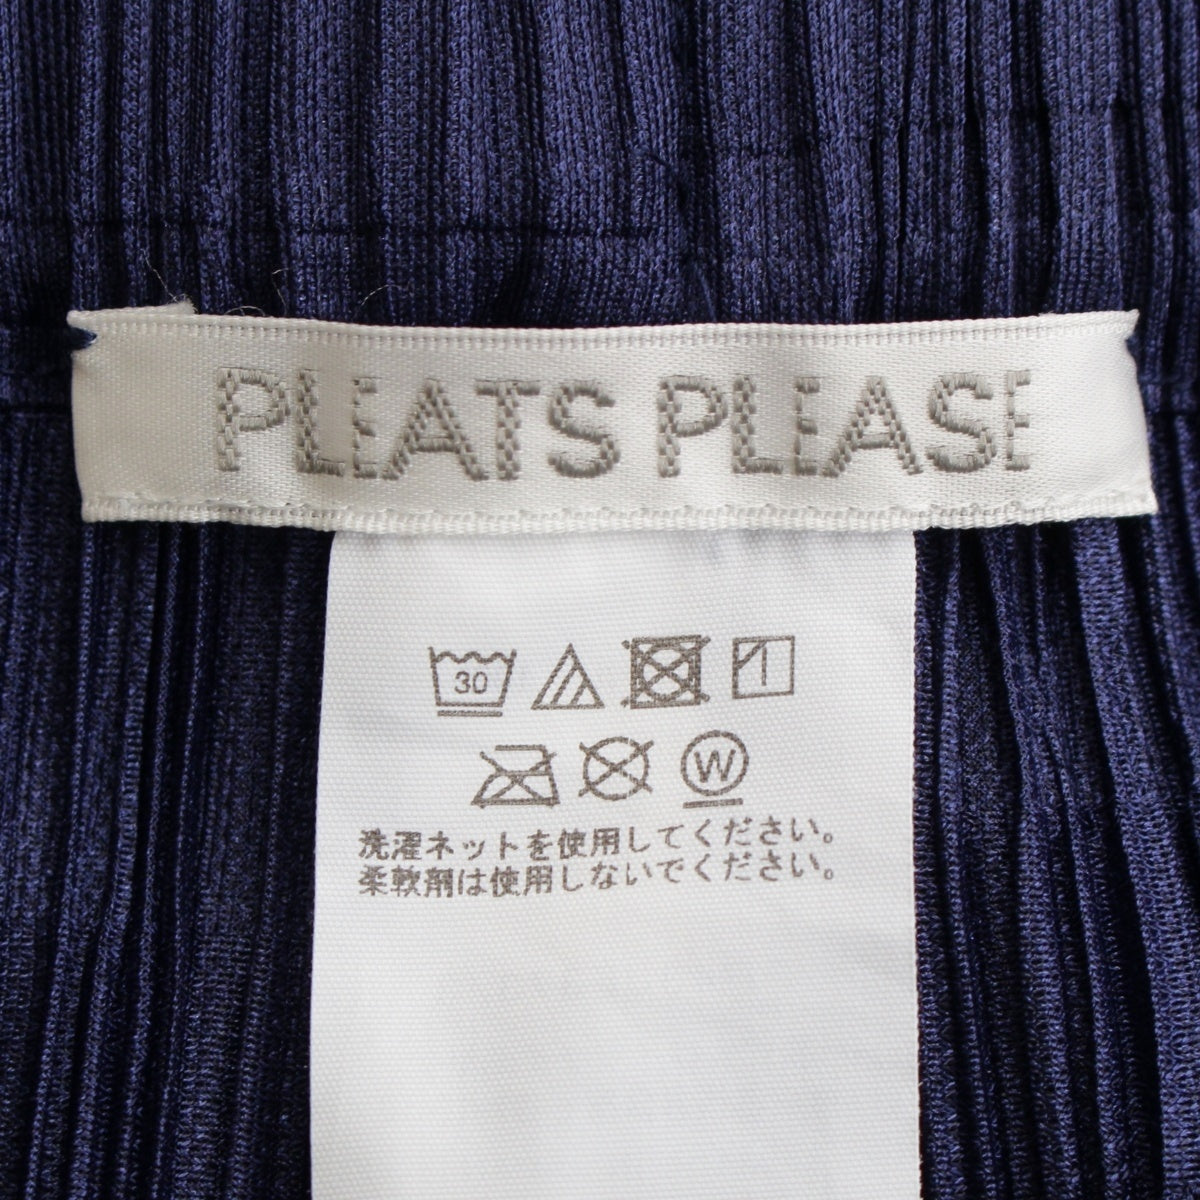 PLEATS PLEASE
30
W
洗濯ネットを使用してください。
柔軟剤は使用しないでください。